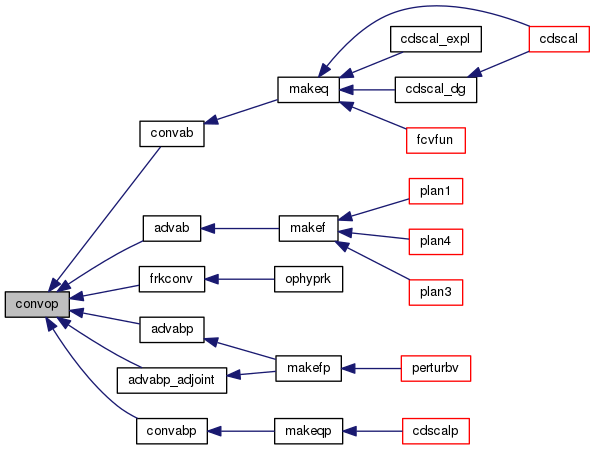 cdscal_expl
cdscal
makeq
cdscal_dg
convab
fcvfun
plan1
advab
makef
plan4
frkconv
ophyprk
plan3
convop
advabp
makefp
perturbv
advabp_adjoint
convabp
makeqp
cdscalp